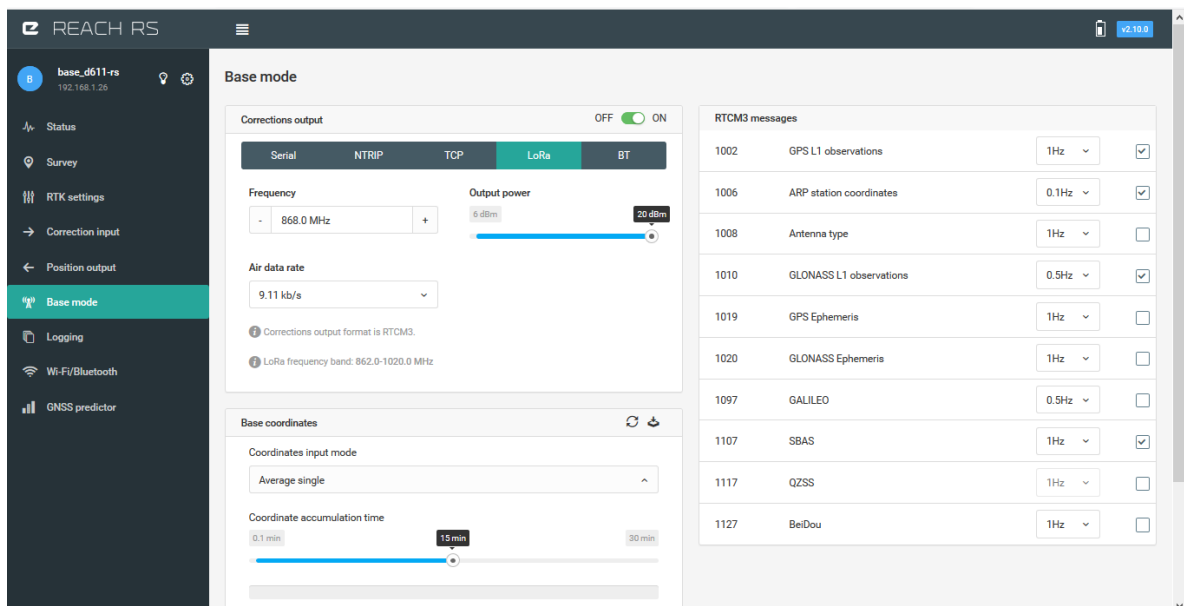 REACH RS
v2.10.0
B
base_d611-rs
192.168.1.26
Status
Survey
RTK settings
Correction input
Position output
Base mode
Logging
Wi-Fi/Bluetooth
GNSS predictor
Base mode
Corrections output OFF ON
Serial NTRIP TCP LoRa BT
Frequency Output power
- 868.0 MHz + 6 dBm 20 dBm
Air data rate
9.11 kb/s
Corrections output format is RTCM3.
LoRa frequency band: 862.0-1020.0 MHz
Base coordinates
Coordinates input mode
Average single
Coordinate accumulation time
0.1 min 15 min 30 min
RTCM3 messages
1002 GPS L1 observations 1Hz
1006 ARP station coordinates 0.1Hz
1008 Antenna type 1Hz
1010 GLONASS L1 observations 0.5Hz
1019 GPS Ephemeris 1Hz
1020 GLONASS Ephemeris 1Hz
1097 GALILEO 0.5Hz
1107 SBAS 1Hz
1117 QZSS 1Hz
1127 BeiDou 1Hz